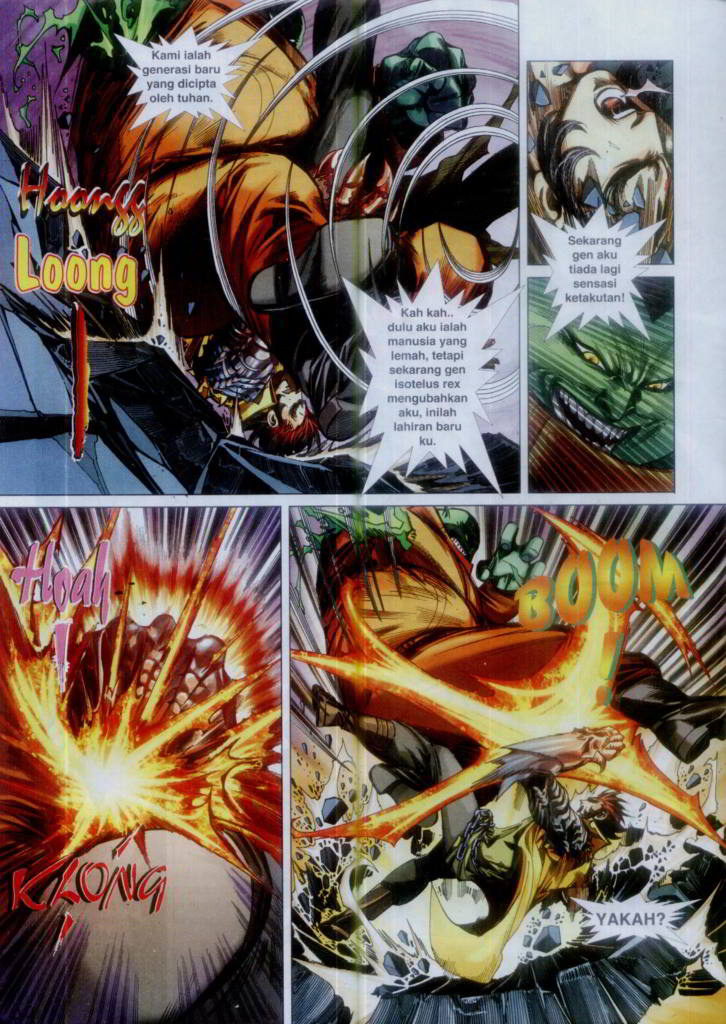 Kami ialah
generasi baru
yang dicipta
oleh tuhan.
Hoongg
Loong
!
Kah kah..
dulu aku ialah
manusia yang
lemah, tetapi
sekarang gen
isotelus rex
mengubahkan
aku, inilah
lahiran baru
ku.
Sekarang
gen aku
tiada lagi
sensasi
ketakutan!
Hoah
!
KLONG
!
BOOM
!
YAKAH?